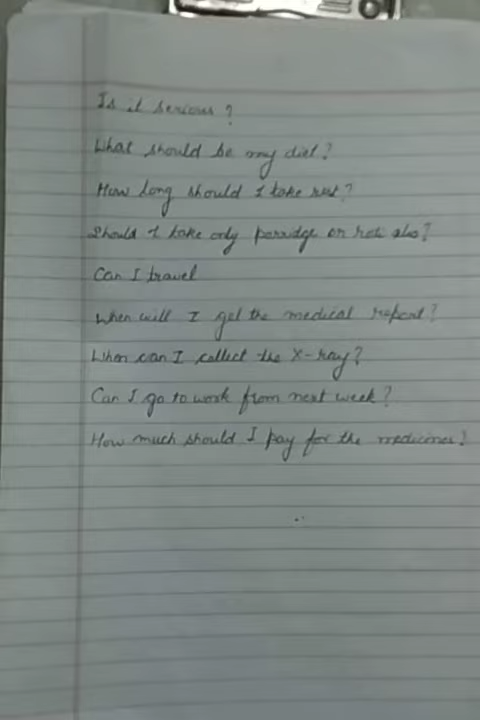 Is it serious?
What should be my diet?
How long should I take rest?
Should I take only porridge or roti also?
Can I travel
When will I get the medical report?
When can I collect the X-ray?
Can I go to work from next week?
How much should I pay for the medicines?